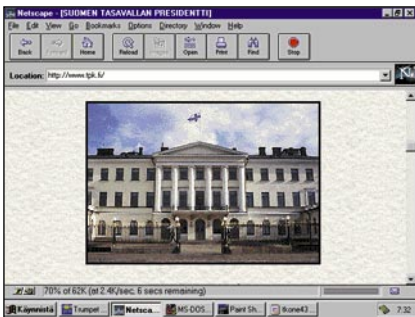 Netscape - [SUOMEN TASAVALLAN PRESIDENTTI]
File Edit View Go Bookmarks Options Directory Window Help
Back Forward Home Reload Images Open Print Find Stop
Location: http://www.tpk.fi/
N
70% of 62K (at 2.4K/sec, 6 secs remaining)
Käynnistä Trumpet ... Netsca... MS-DOS... Paint Sh... tkone43... 7:32